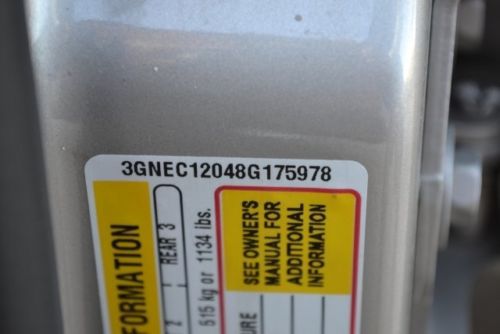 3GNEC12048G175978
FORMATION
2 REAR 3
515 kg or 1134 lbs.
SEE OWNER'S
MANUAL FOR
ADDITIONAL
INFORMATION
URE